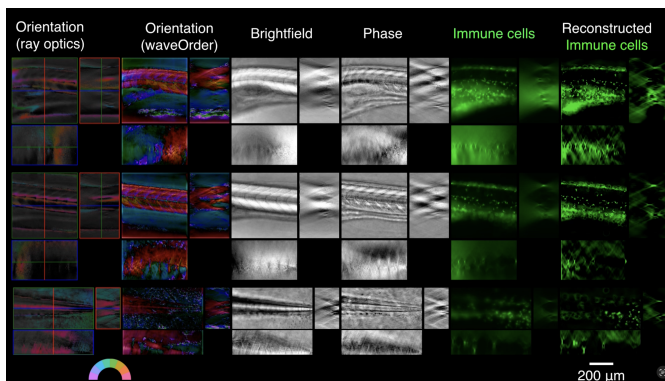 Orientation
(ray optics)
Orientation
(waveOrder)
Brightfield
Phase
Immune cells
Reconstructed
Immune cells
200 μm